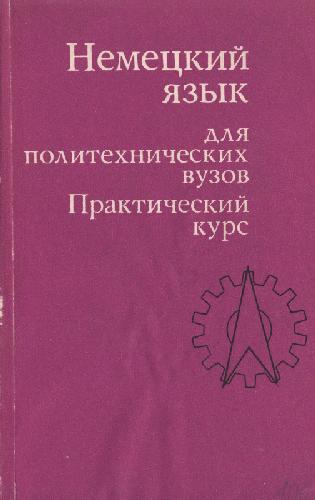 Немецкий
язык
для
политехнических
вузов
Практический
курс